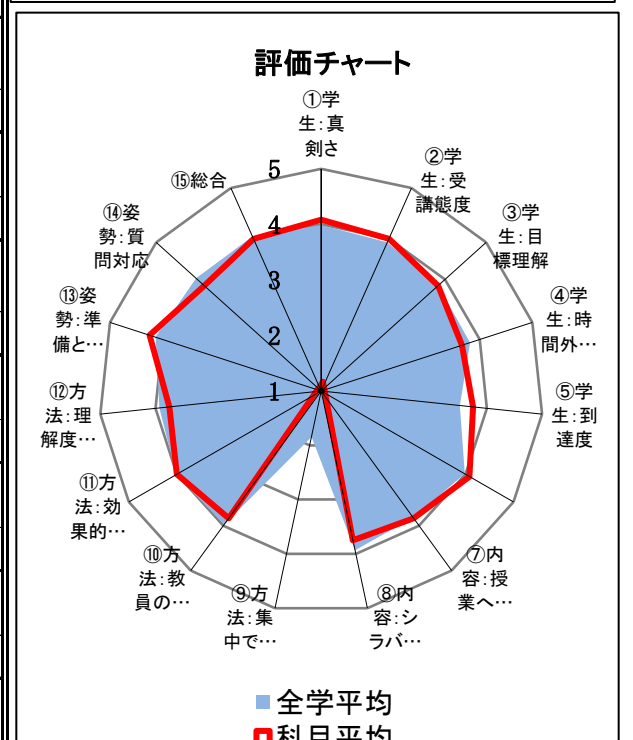 評価チャート
①学
生:真
剣さ
②学
生:受
講態度
③学
生:目
標理解
④学
生:時
間外…
⑤学
生:到
達度
⑦内
容:授
業へ…
⑧内
容:シ
ラバ…
⑨方
法:集
中で…
⑩方
法:教
員の…
⑪方
法:効
果的…
⑫方
法:理
解度…
⑬姿
勢:準
備と…
⑭姿
勢:質
問対応
⑮総合
5
4
3
2
1
全学平均
科目平均